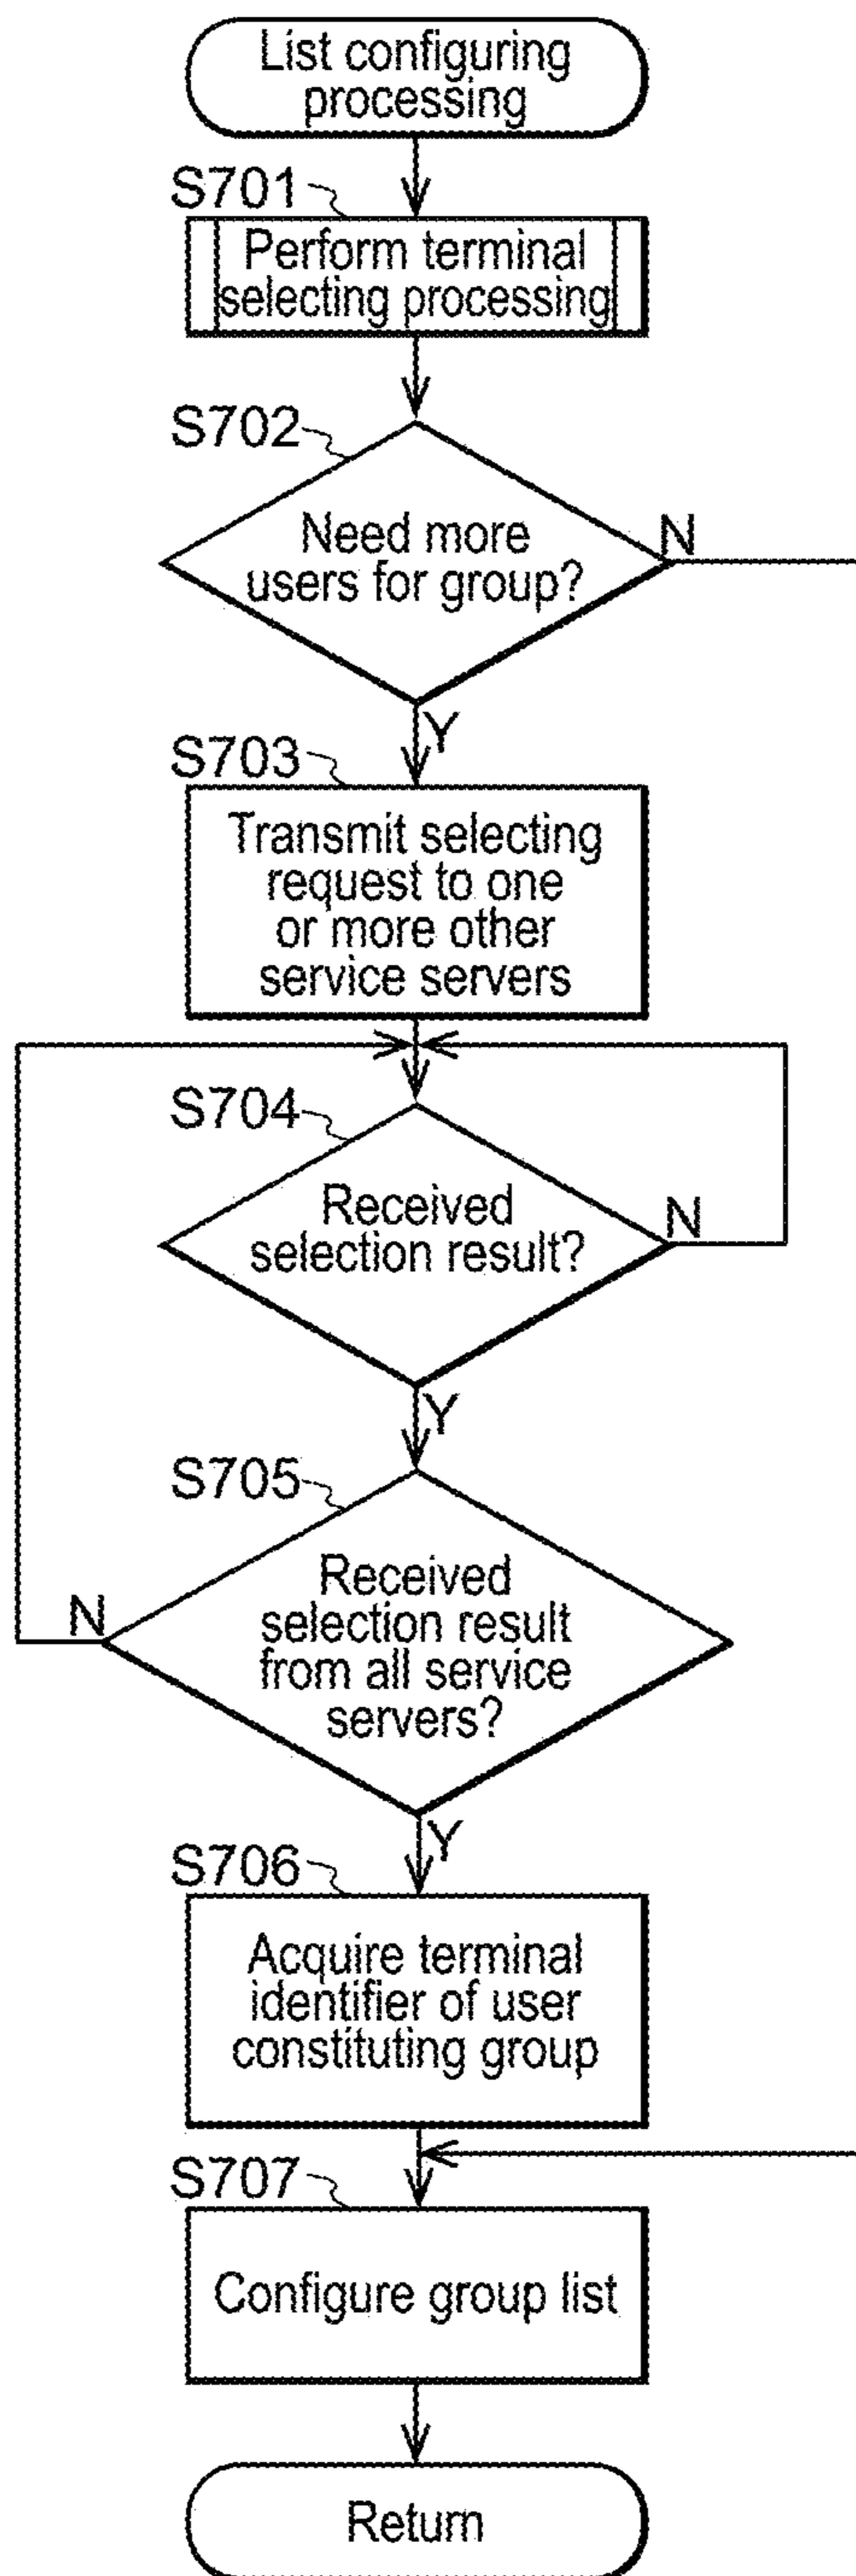 List configuring
processing
S701
Perform terminal
selecting processing
S702
Need more
users for group?
N
Y
S703
Transmit selecting
request to one
or more other
service servers
S704
Received
selection result?
N
Y
S705
Received
selection result
from all service
servers?
N
Y
S706
Acquire terminal
identifier of user
constituting group
S707
Configure group list
Return